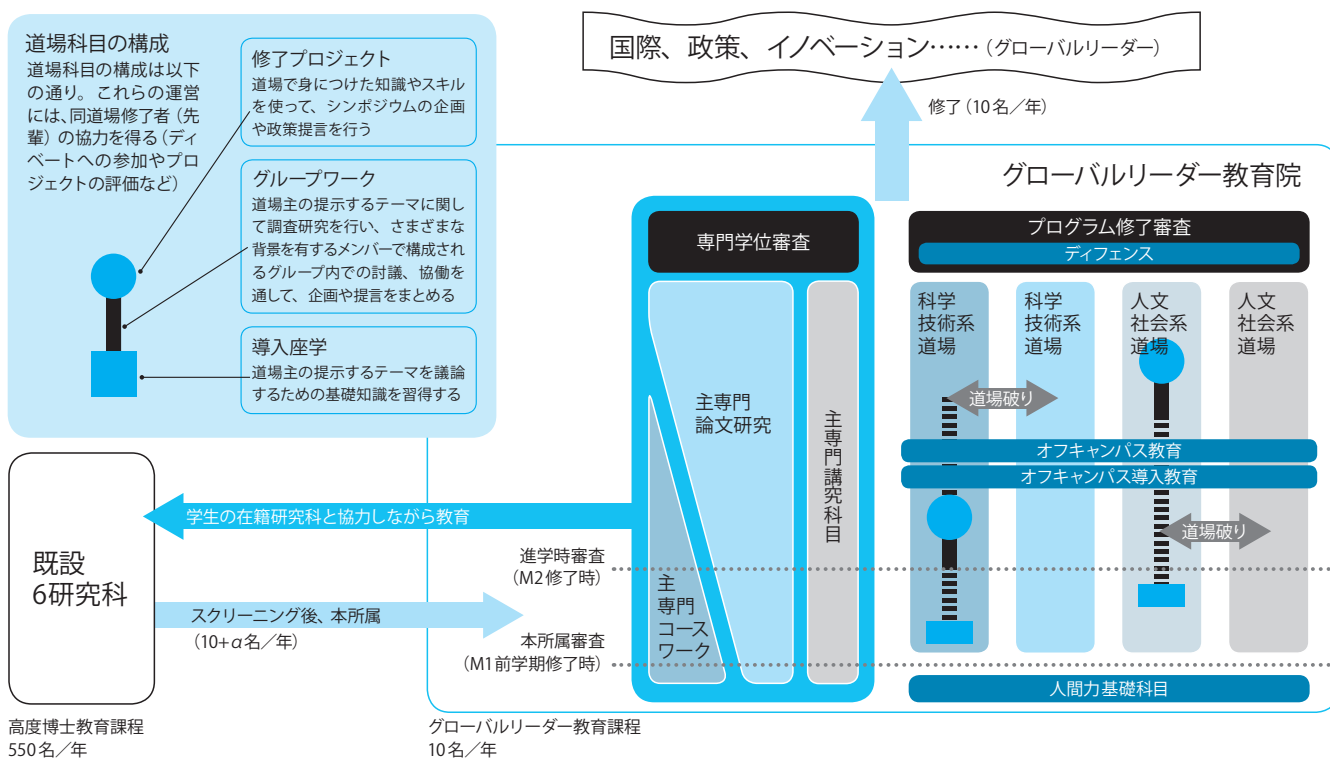 道場科目の構成
道場科目の構成は以下
の通り。これらの運営
には、同道場修了者（先
輩）の協力を得る（ディ
ベートへの参加やプロ
ジェクトの評価など）
修了プロジェクト
道場で身につけた知識やスキル
を使って、シンポジウムの企画
や政策提言を行う
グループワーク
道場主の提示するテーマに関し
て調査研究を行い、さまざまな
背景を有するメンバーで構成され
るグループ内での討議、協働を
通して、企画や提言をまとめる
導入座学
道場主の提示するテーマを議論
するための基礎知識を習得する
国際、政策、イノベーション……（グローバルリーダー）
修了（10名／年）
グローバルリーダー教育院
専門学位審査
主専門
論文研究
主専門講究科目
主
専門
コース
ワーク
プログラム修了審査
ディフェンス
科学
技術系
道場
科学
技術系
道場
人文
社会系
道場
人文
社会系
道場
道場破り
オフキャンパス教育
オフキャンパス導入教育
道場破り
人間力基礎科目
学生の在籍研究科と協力しながら教育
進学時審査
（M2修了時）
本所属審査
（M1前学期修了時）
既設
6研究科
スクリーニング後、本所属
（10+α名／年）
高度博士教育課程
550名／年
グローバルリーダー教育課程
10名／年